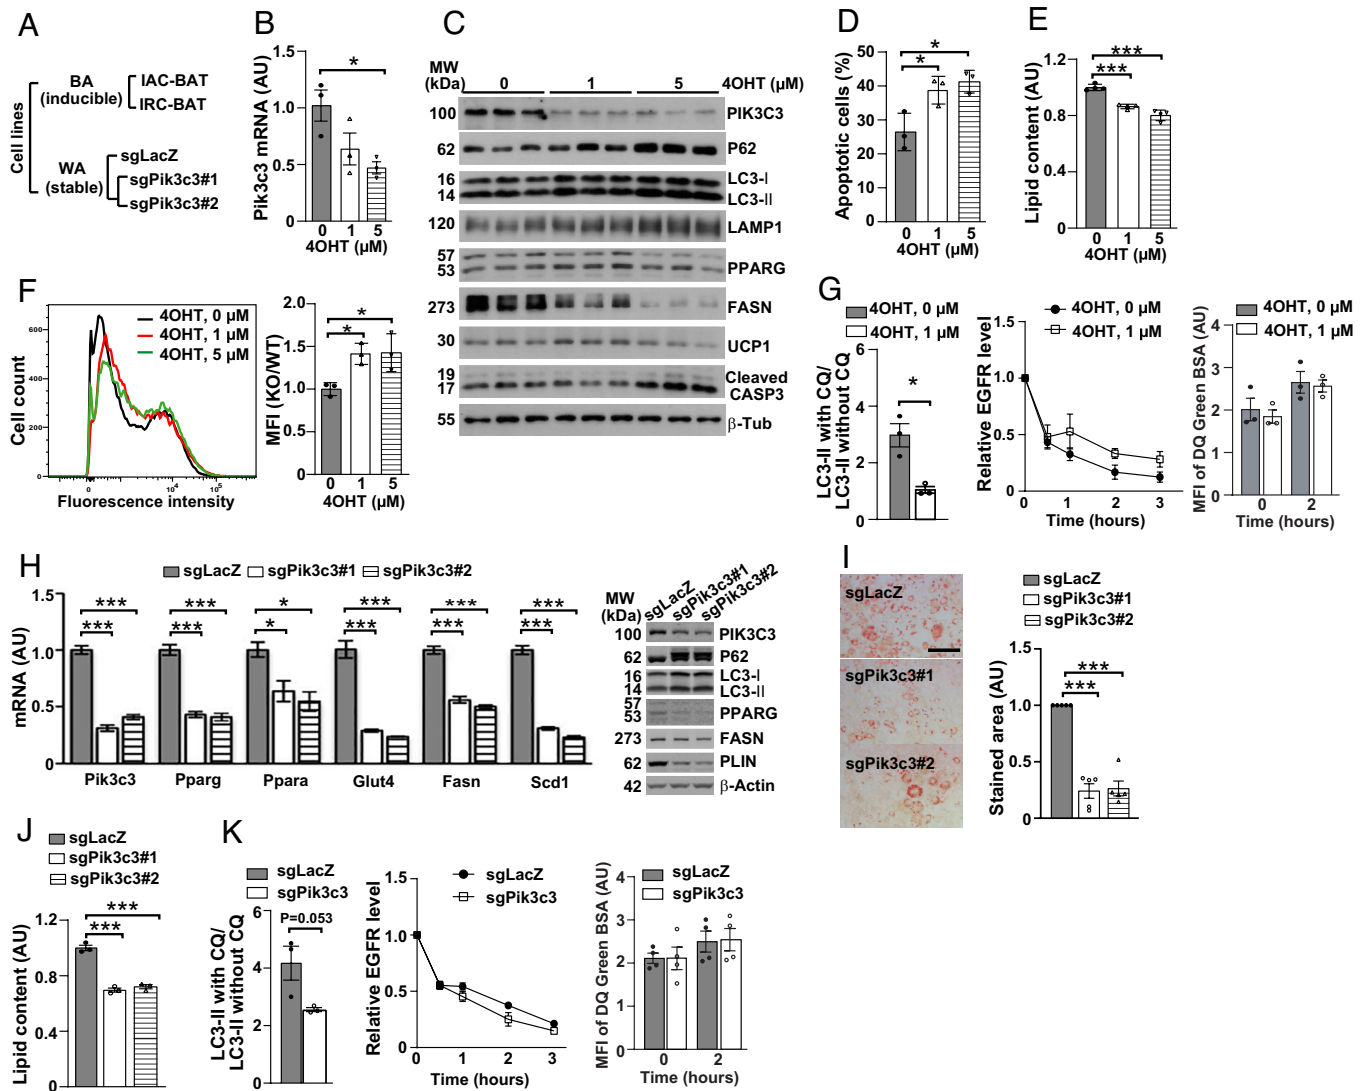 A
Cell lines
BA
(inducible)
IAC-BAT
IRC-BAT
WA
(stable)
sgLacZ
sgPik3c3#1
sgPik3c3#2
B
Pik3c3 mRNA (AU)
1.5
1.0
0.5
0
*
0 1 5
4OHT (µM)
C
MW
(kDa)
0 1 5 4OHT (µM)
100 PIK3C3
62 P62
16 LC3-I
14 LC3-II
120 LAMP1
57
53 PPARG
273 FASN
30 UCP1
19 Cleaved
17 CASP3
55 β-Tub
D
Apoptotic cells (%)
50
40
30
20
10
0
*
*
0 1 5
4OHT (µM)
E
Lipid content (AU)
1.2
0.8
0.4
0
***
***
0 1 5
4OHT (µM)
F
Cell count
600
400
200
0
4OHT, 0 µM
4OHT, 1 µM
4OHT, 5 µM
0 10⁴ 10⁵
Fluorescence intensity
MFI (KO/WT)
2.0
1.5
1.0
0.5
0
*
*
0 1 5
4OHT (µM)
G
4OHT, 0 µM
4OHT, 1 µM
LC3-II with CQ/
LC3-II without CQ
6
4
2
0
*
4OHT, 0 µM
4OHT, 1 µM
Relative EGFR level
1.5
1.0
0.5
0
0 1 2 3
Time (hours)
4OHT, 0 µM
4OHT, 1 µM
MFI of DQ Green BSA (AU)
4
3
2
1
0
0 2
Time (hours)
H
sgLacZ sgPik3c3#1 sgPik3c3#2
mRNA (AU)
1.5
1.0
0.5
0
*** *** * *** *** ***
*** *** * *** *** ***
Pik3c3 Pparg Ppara Glut4 Fasn Scd1
MW
(kDa)
sgLacZ
sgPik3c3#1
sgPik3c3#2
100 PIK3C3
62 P62
16 LC3-I
14 LC3-II
57
53 PPARG
273 FASN
62 PLIN
42 β-Actin
I
sgLacZ
sgPik3c3#1
sgPik3c3#2
sgLacZ
sgPik3c3#1
sgPik3c3#2
Stained area (AU)
1.5
1.0
0.5
0
***
***
J
sgLacZ
sgPik3c3#1
sgPik3c3#2
Lipid content (AU)
1.2
0.8
0.4
0
***
***
K
sgLacZ
sgPik3c3
LC3-II with CQ/
LC3-II without CQ
6
4
2
0
P=0.053
sgLacZ
sgPik3c3
Relative EGFR level
1.5
1.0
0.5
0
0 1 2 3
Time (hours)
sgLacZ
sgPik3c3
MFI of DQ Green BSA (AU)
4
3
2
1
0
0 2
Time (hours)